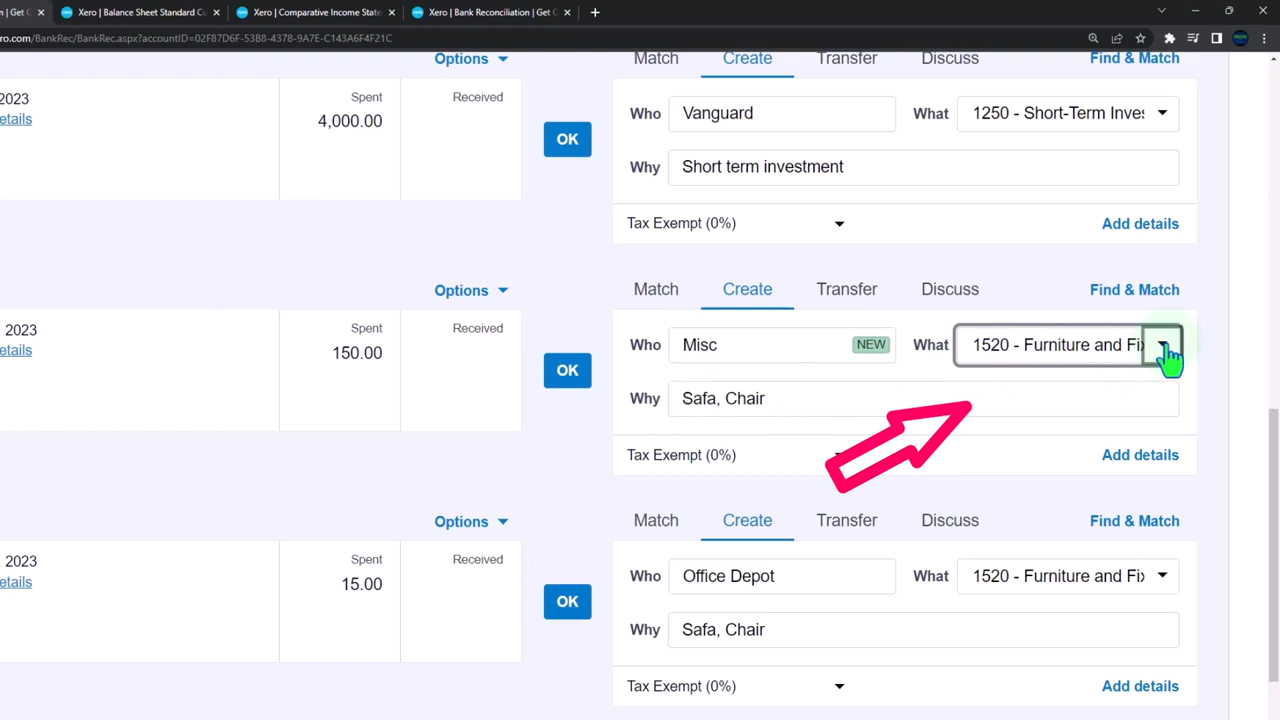 n | Get C
Xero | Balance Sheet Standard Cu
Xero | Comparative Income State
Xero | Bank Reconciliation | Get C
ro.com/BankRec/BankRec.aspx?accountID=02F87D6F-53B8-4378-9A7E-C143A6F4F21C
Options
Match Create Transfer Discuss Find & Match
2023
etails
Spent
4,000.00
Received
OK
Who Vanguard What 1250 - Short-Term Inves
Why Short term investment
Tax Exempt (0%) Add details
Options
Match Create Transfer Discuss Find & Match
2023
etails
Spent
150.00
Received
OK
Who Misc NEW What 1520 - Furniture and Fix
Why Safa, Chair
Tax Exempt (0%) Add details
Options
Match Create Transfer Discuss Find & Match
2023
etails
Spent
15.00
Received
OK
Who Office Depot What 1520 - Furniture and Fix
Why Safa, Chair
Tax Exempt (0%) Add details